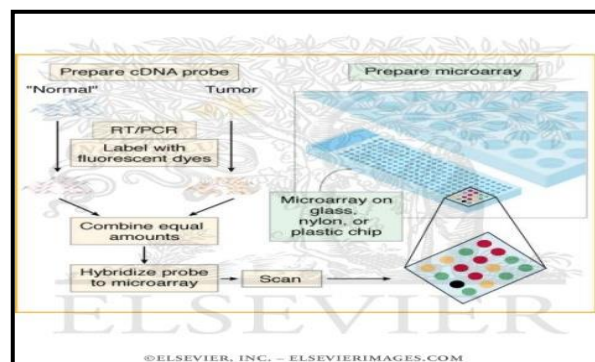 Prepare cDNA probe
Prepare microarray
"Normal"
Tumor
RT/PCR
Label with
fluorescent dyes
Microarray on
glass,
nylon, or
plastic chip
Combine equal
amounts
Hybridize probe
to microarray
Scan
ELSEVIER
©ELSEVIER, INC. – ELSEVIERIMAGES.COM